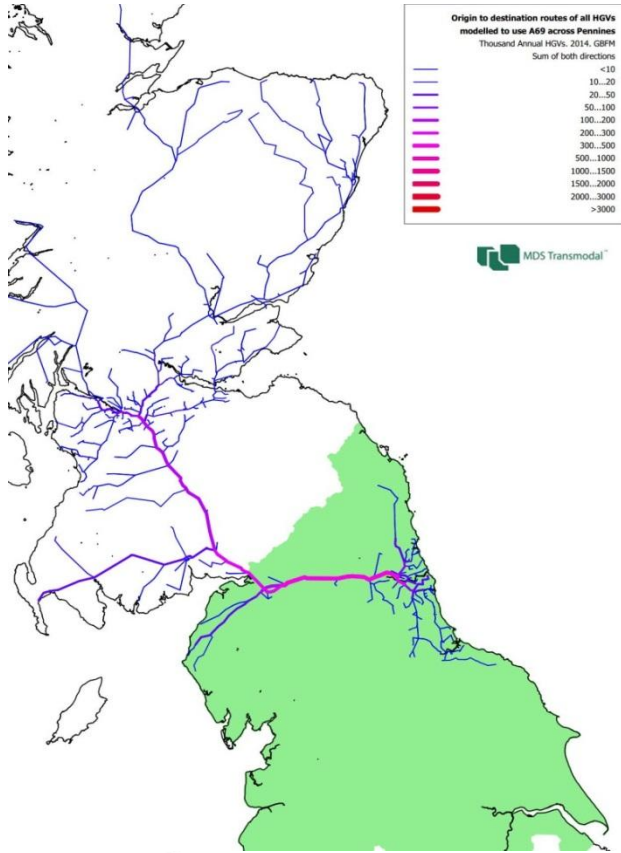 Origin to destination routes of all HGVs
modelled to use A69 across Pennines
Thousand Annual HGVs. 2014. GBFM
Sum of both directions
<10
10...20
20...50
50...100
100...200
200...300
300...500
500...1000
1000...1500
1500...2000
2000...3000
>3000
MDS Transmodal™